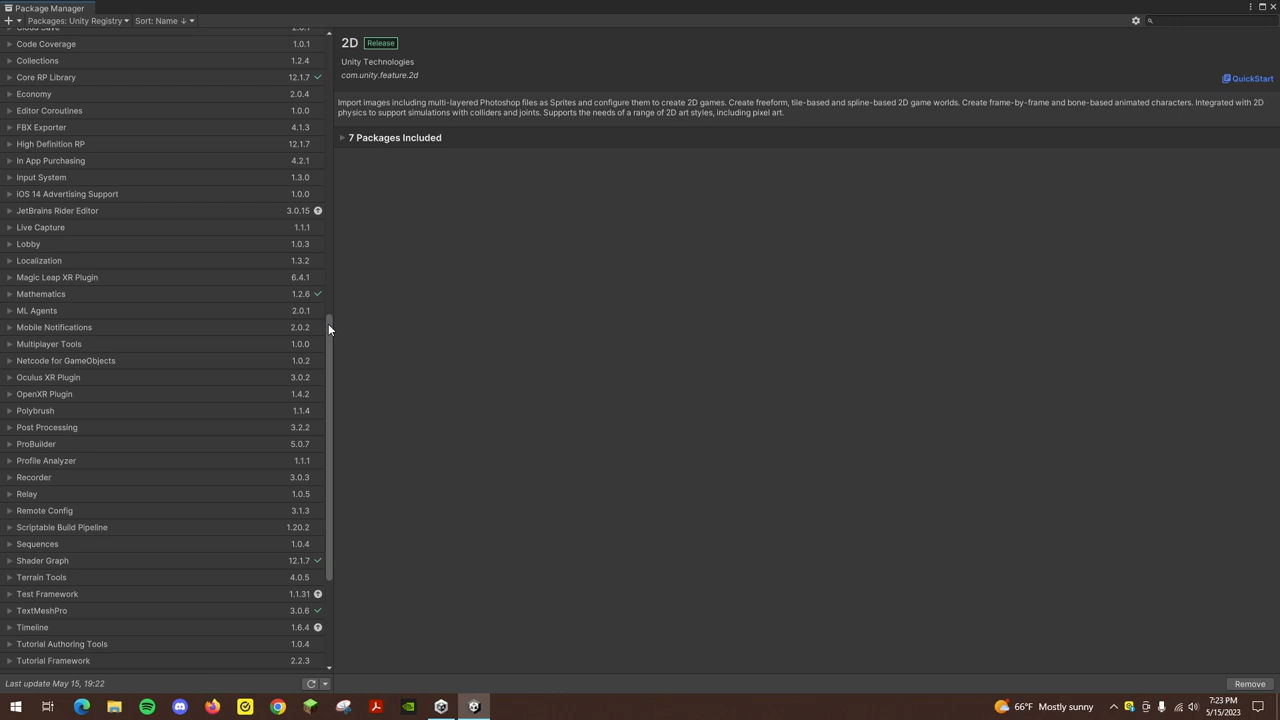 Package Manager
Packages: Unity Registry Sort: Name ↓
Code Coverage 1.0.1
Collections 1.2.4
Core RP Library 12.1.7
Economy 2.0.4
Editor Coroutines 1.0.0
FBX Exporter 4.1.3
High Definition RP 12.1.7
In App Purchasing 4.2.1
Input System 1.3.0
iOS 14 Advertising Support 1.0.0
JetBrains Rider Editor 3.0.15
Live Capture 1.1.1
Lobby 1.0.3
Localization 1.3.2
Magic Leap XR Plugin 6.4.1
Mathematics 1.2.6
ML Agents 2.0.1
Mobile Notifications 2.0.2
Multiplayer Tools 1.0.0
Netcode for GameObjects 1.0.2
Oculus XR Plugin 3.0.2
OpenXR Plugin 1.4.2
Polybrush 1.1.4
Post Processing 3.2.2
ProBuilder 5.0.7
Profile Analyzer 1.1.1
Recorder 3.0.3
Relay 1.0.5
Remote Config 3.1.3
Scriptable Build Pipeline 1.20.2
Sequences 1.0.4
Shader Graph 12.1.7
Terrain Tools 4.0.5
Test Framework 1.1.31
TextMeshPro 3.0.6
Timeline 1.6.4
Tutorial Authoring Tools 1.0.4
Tutorial Framework 2.2.3
Last update May 15, 19:22
2D Release
Unity Technologies
com.unity.feature.2d
QuickStart
Import images including multi-layered Photoshop files as Sprites and configure them to create 2D games. Create freeform, tile-based and spline-based 2D game worlds. Create frame-by-frame and bone-based animated characters. Integrated with 2D
physics to support simulations with colliders and joints. Supports the needs of a range of 2D art styles, including pixel art.
7 Packages Included
Remove
66°F Mostly sunny
7:23 PM
5/15/2023